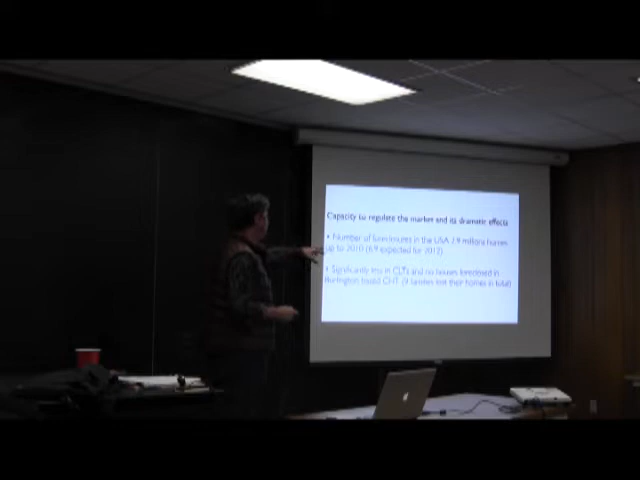 Capacity to regulate the market and its dramatic effects
• Number of foreclosures in the USA 2.9 millions homes
up to 2010 (6.9 expected for 2012)
• Significantly less in CLTs and no houses foreclosed in
Burlington based CHT (9 families lost their homes in total)